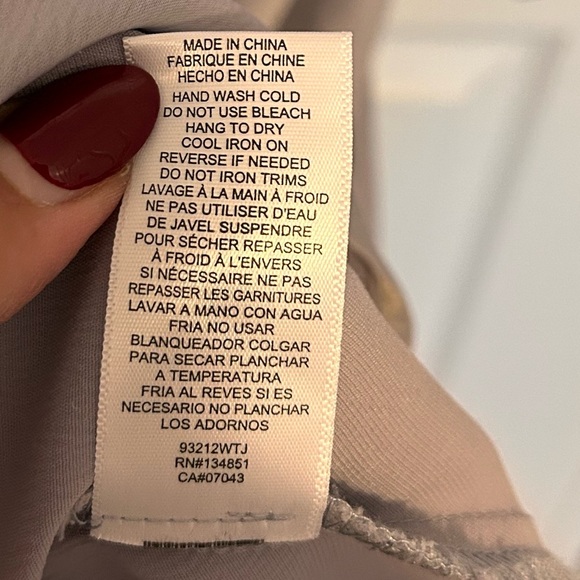 MADE IN CHINA
FABRIQUE EN CHINE
HECHO EN CHINA
HAND WASH COLD
DO NOT USE BLEACH
HANG TO DRY
COOL IRON ON
REVERSE IF NEEDED
DO NOT IRON TRIMS
LAVAGE À LA MAIN À FROID
NE PAS UTILISER D'EAU
DE JAVEL SUSPENDRE
POUR SÉCHER REPASSER
À FROID À L'ENVERS
SI NÉCESSAIRE NE PAS
REPASSER LES GARNITURES
LAVAR A MANO CON AGUA
FRIA NO USAR
BLANQUEADOR COLGAR
PARA SECAR PLANCHAR
A TEMPERATURA
FRIA AL REVES SI ES
NECESARIO NO PLANCHAR
LOS ADORNOS
93212WTJ
RN#134851
CA#07043